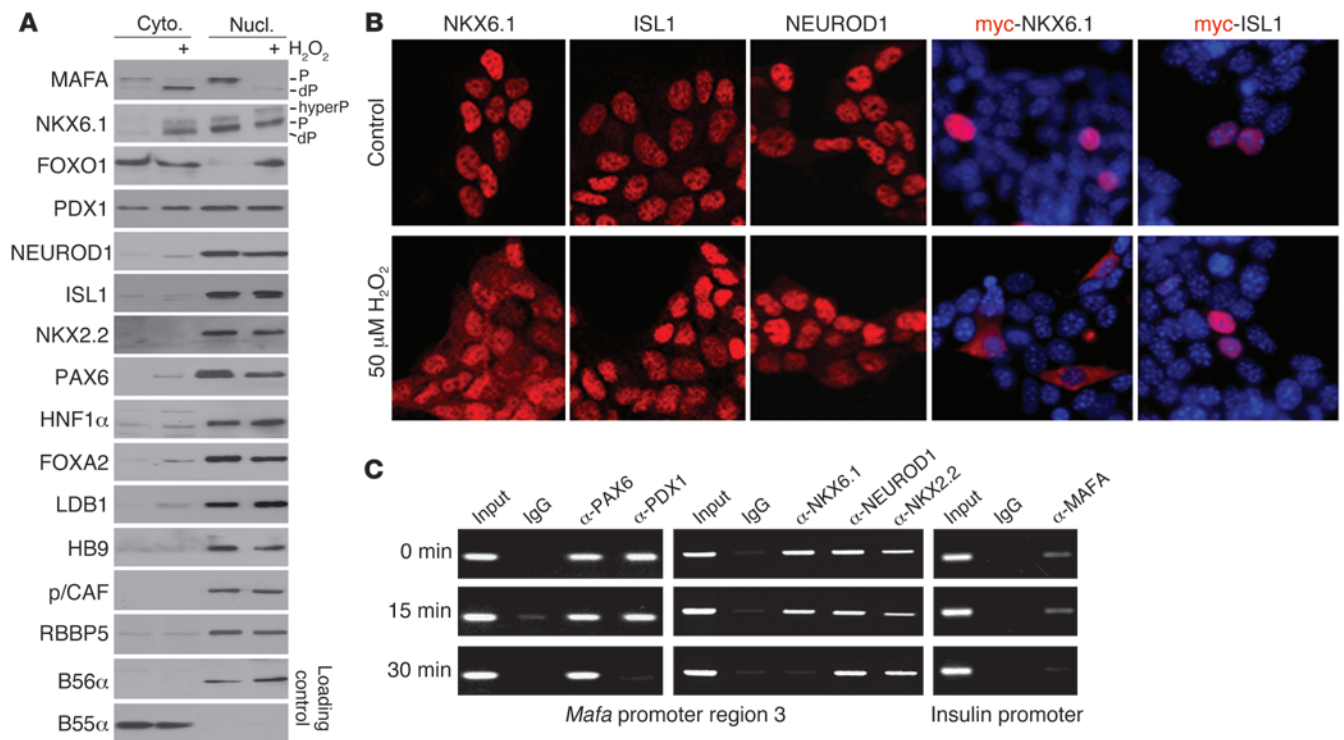 A
Cyto. Nucl.
+ + H2O2
MAFA
P
dP
NKX6.1
hyperP
P
dP
FOXO1
PDX1
NEUROD1
ISL1
NKX2.2
PAX6
HNF1α
FOXA2
LDB1
HB9
p/CAF
RBBP5
B56α
B55α
Loading
control
B
NKX6.1 ISL1 NEUROD1 myc-NKX6.1 myc-ISL1
Control
50 μM H2O2
C
Input IgG α-PAX6 α-PDX1 Input IgG α-NKX6.1 α-NEUROD1 α-NKX2.2 Input IgG α-MAFA
0 min
15 min
30 min
Mafa promoter region 3 Insulin promoter